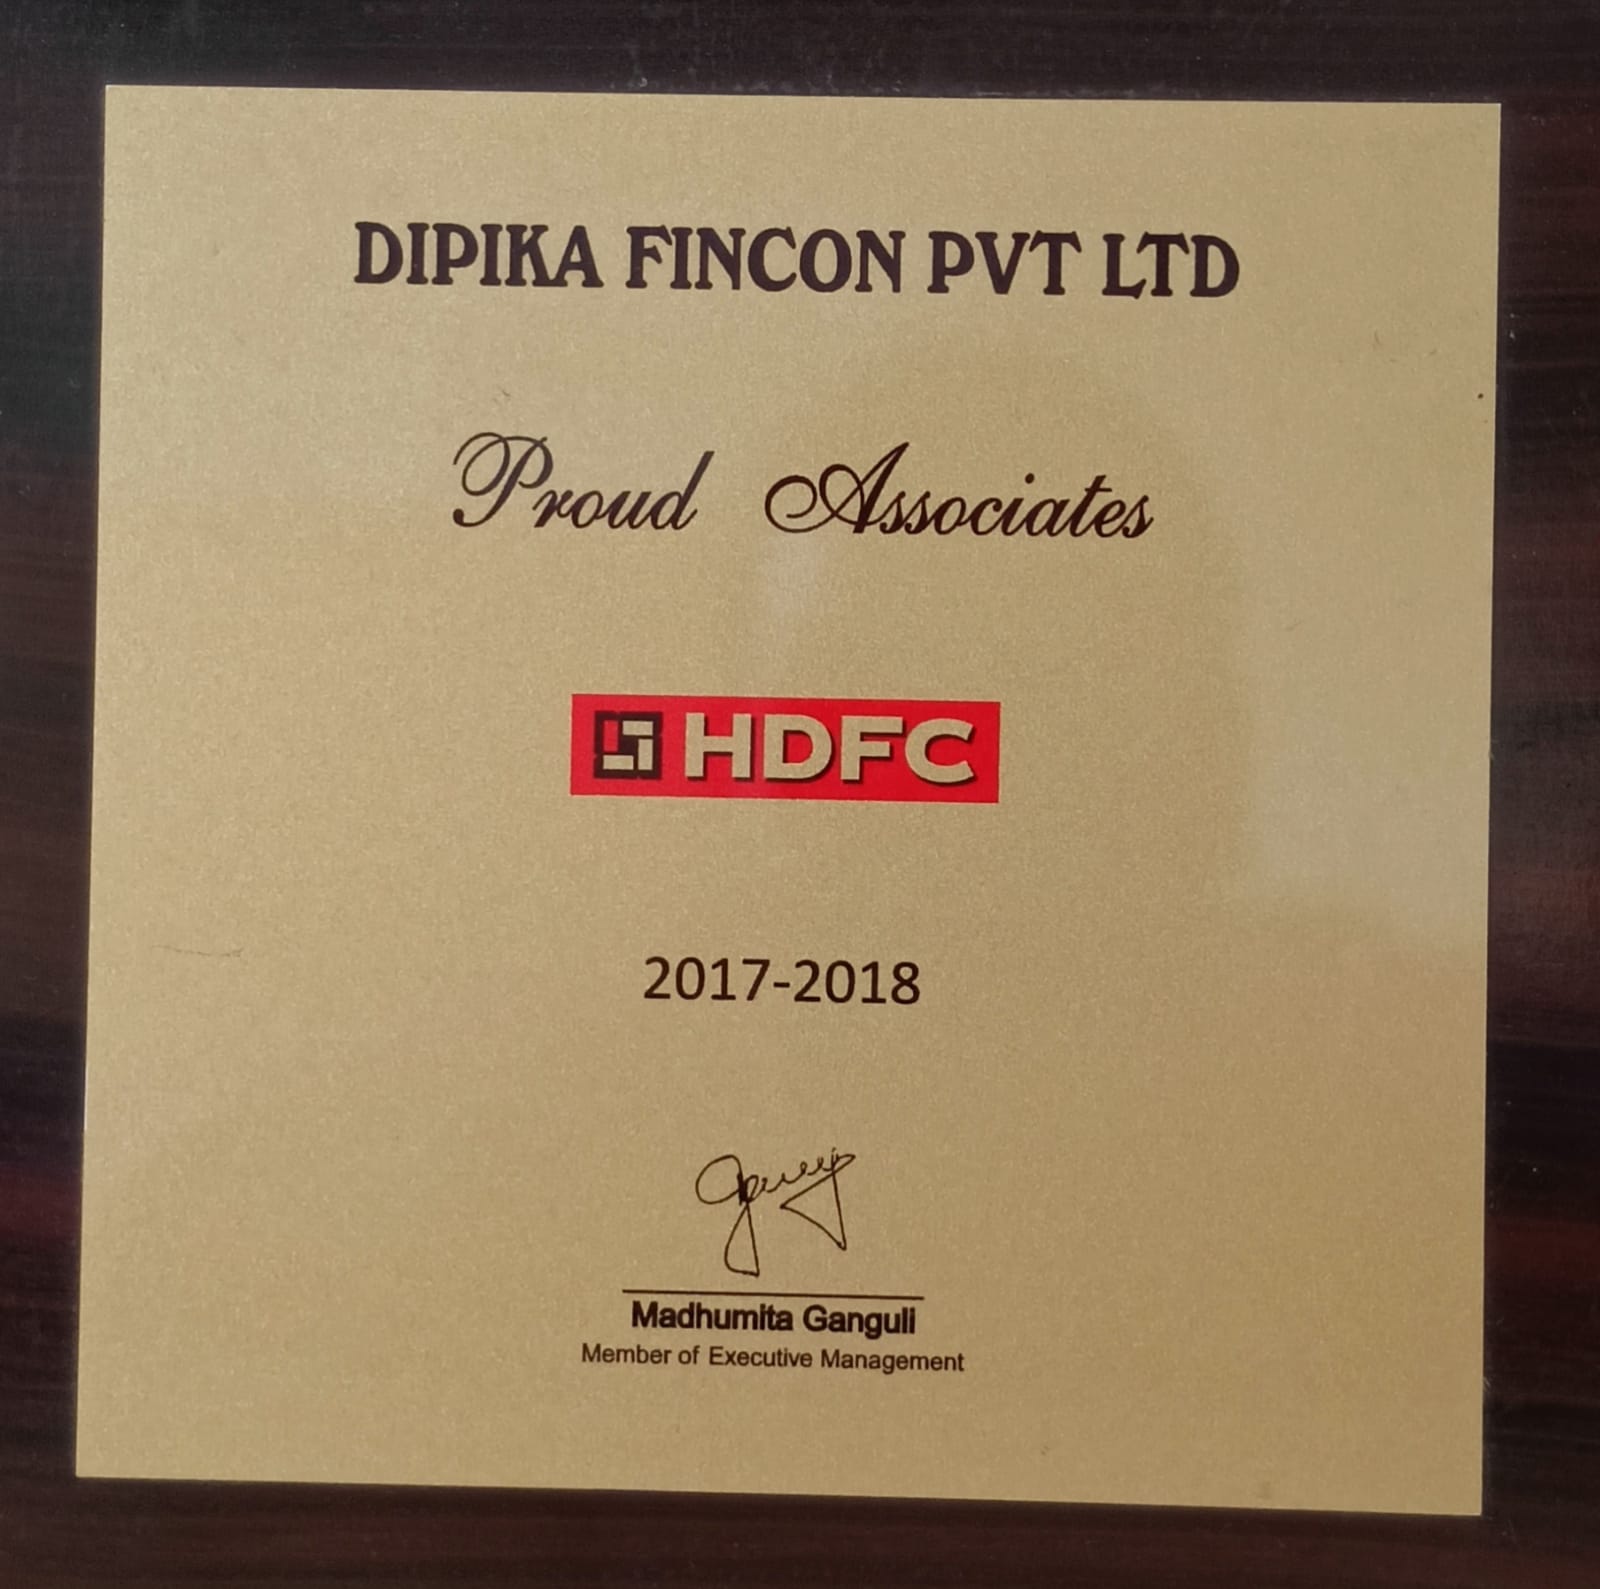 DIPIKA FINCON PVT LTD
Proud Associates
HDFC
2017-2018
Madhumita Ganguli
Member of Executive Management